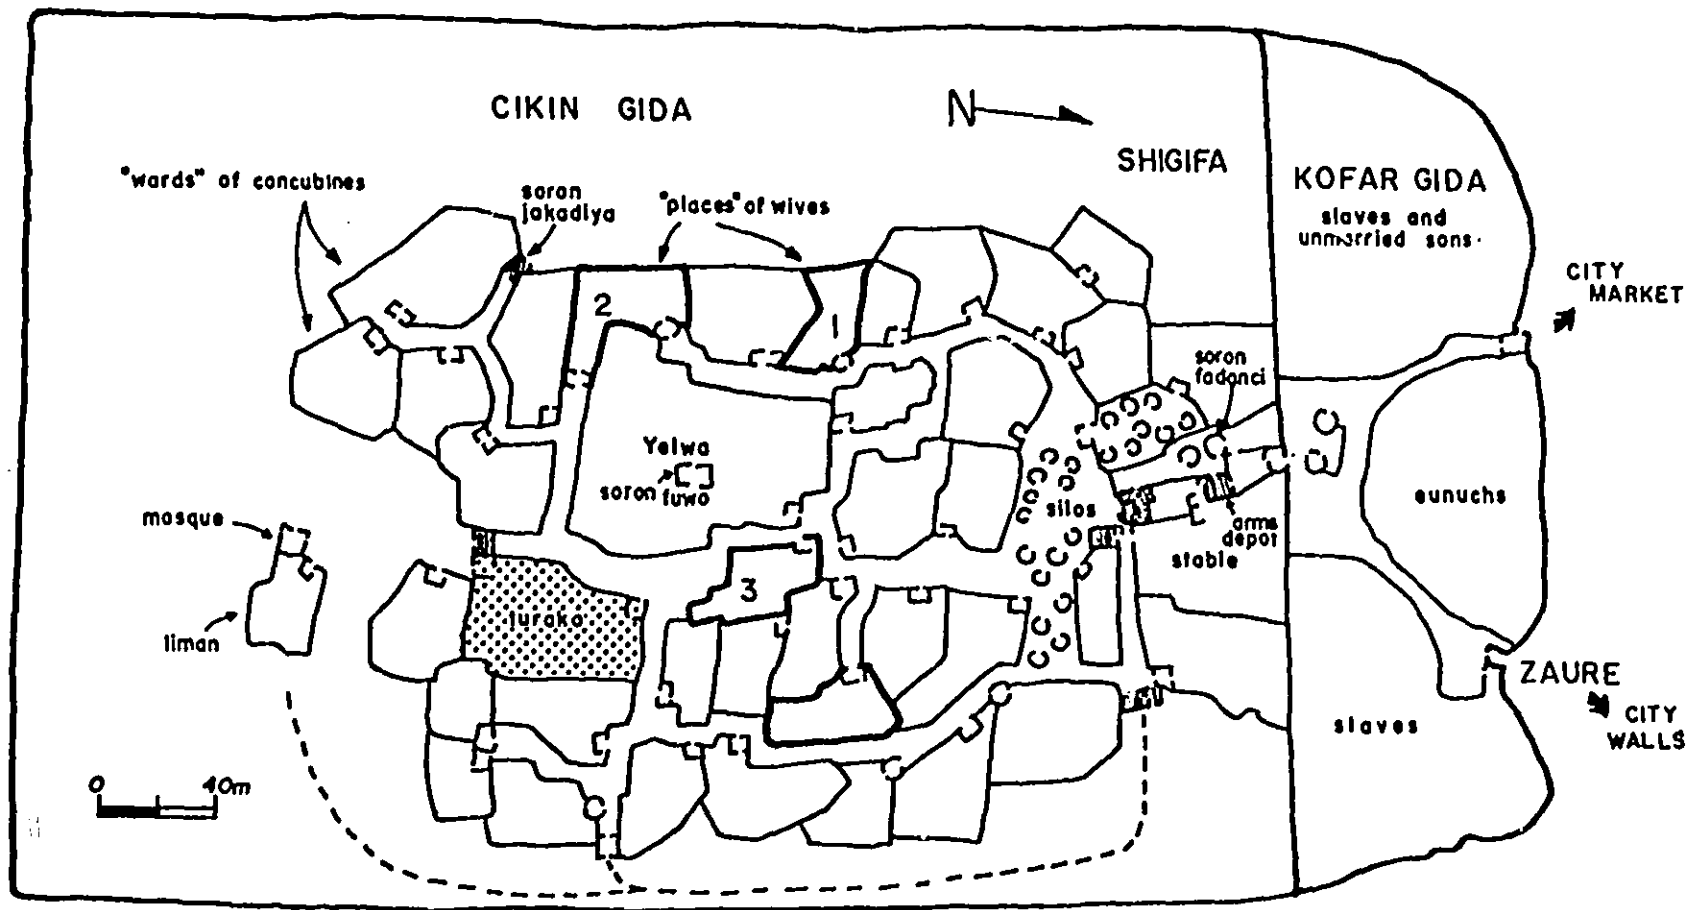 CIKIN GIDA
N
SHIGIFA
KOFAR GIDA
slaves and
unmarried sons.
"wards" of concubines
soran
jakadiya
"places" of wives
CITY
MARKET
2
1
soron
fadanci
Yelwa
soron fuwo
silos
eunuchs
mosque
arms
depot
stable
3
turaka
liman
ZAURE
slaves
CITY
WALLS
0 40m